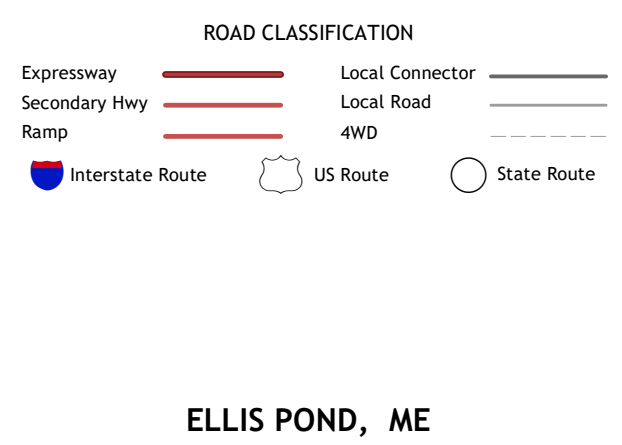 ROAD CLASSIFICATION
Expressway Local Connector
Secondary Hwy Local Road
Ramp 4WD
Interstate Route US Route State Route
ELLIS POND, ME